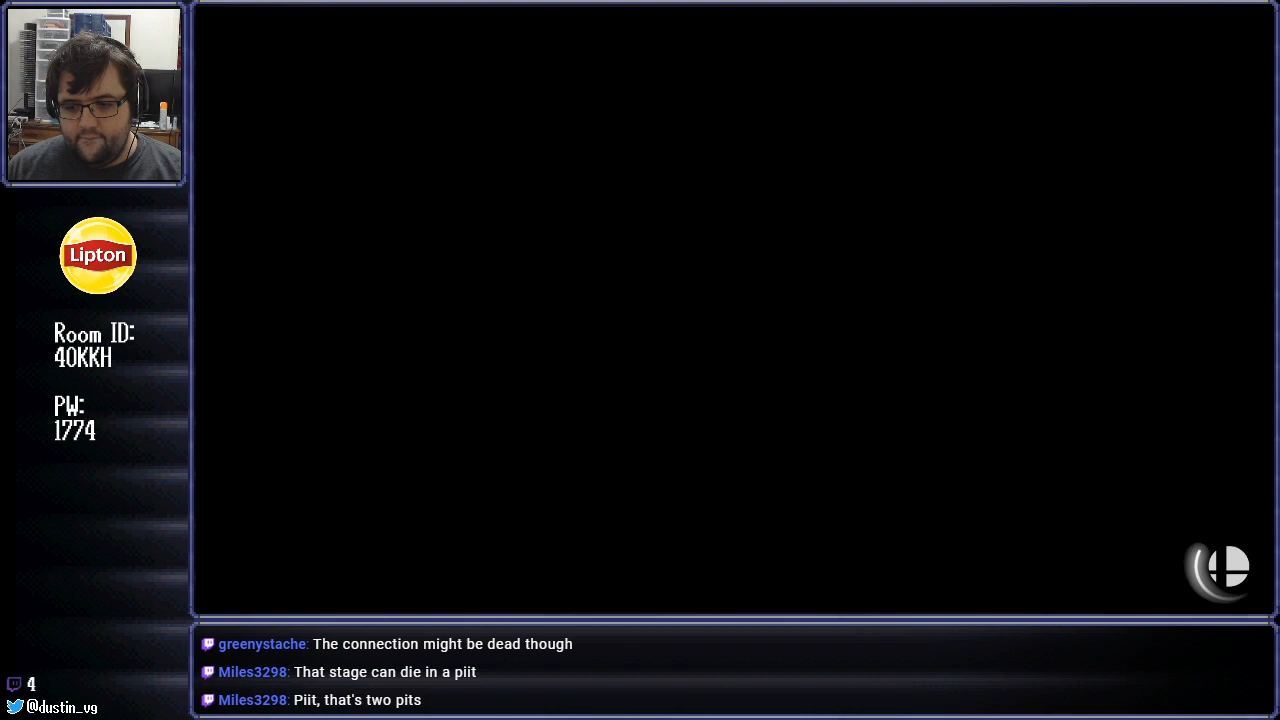 Lipton
Room ID:
40KKH
PW:
1774
greenystache: The connection might be dead though
Miles3298: That stage can die in a piit
Miles3298: Piit, that's two pits
4
@dustin_vg